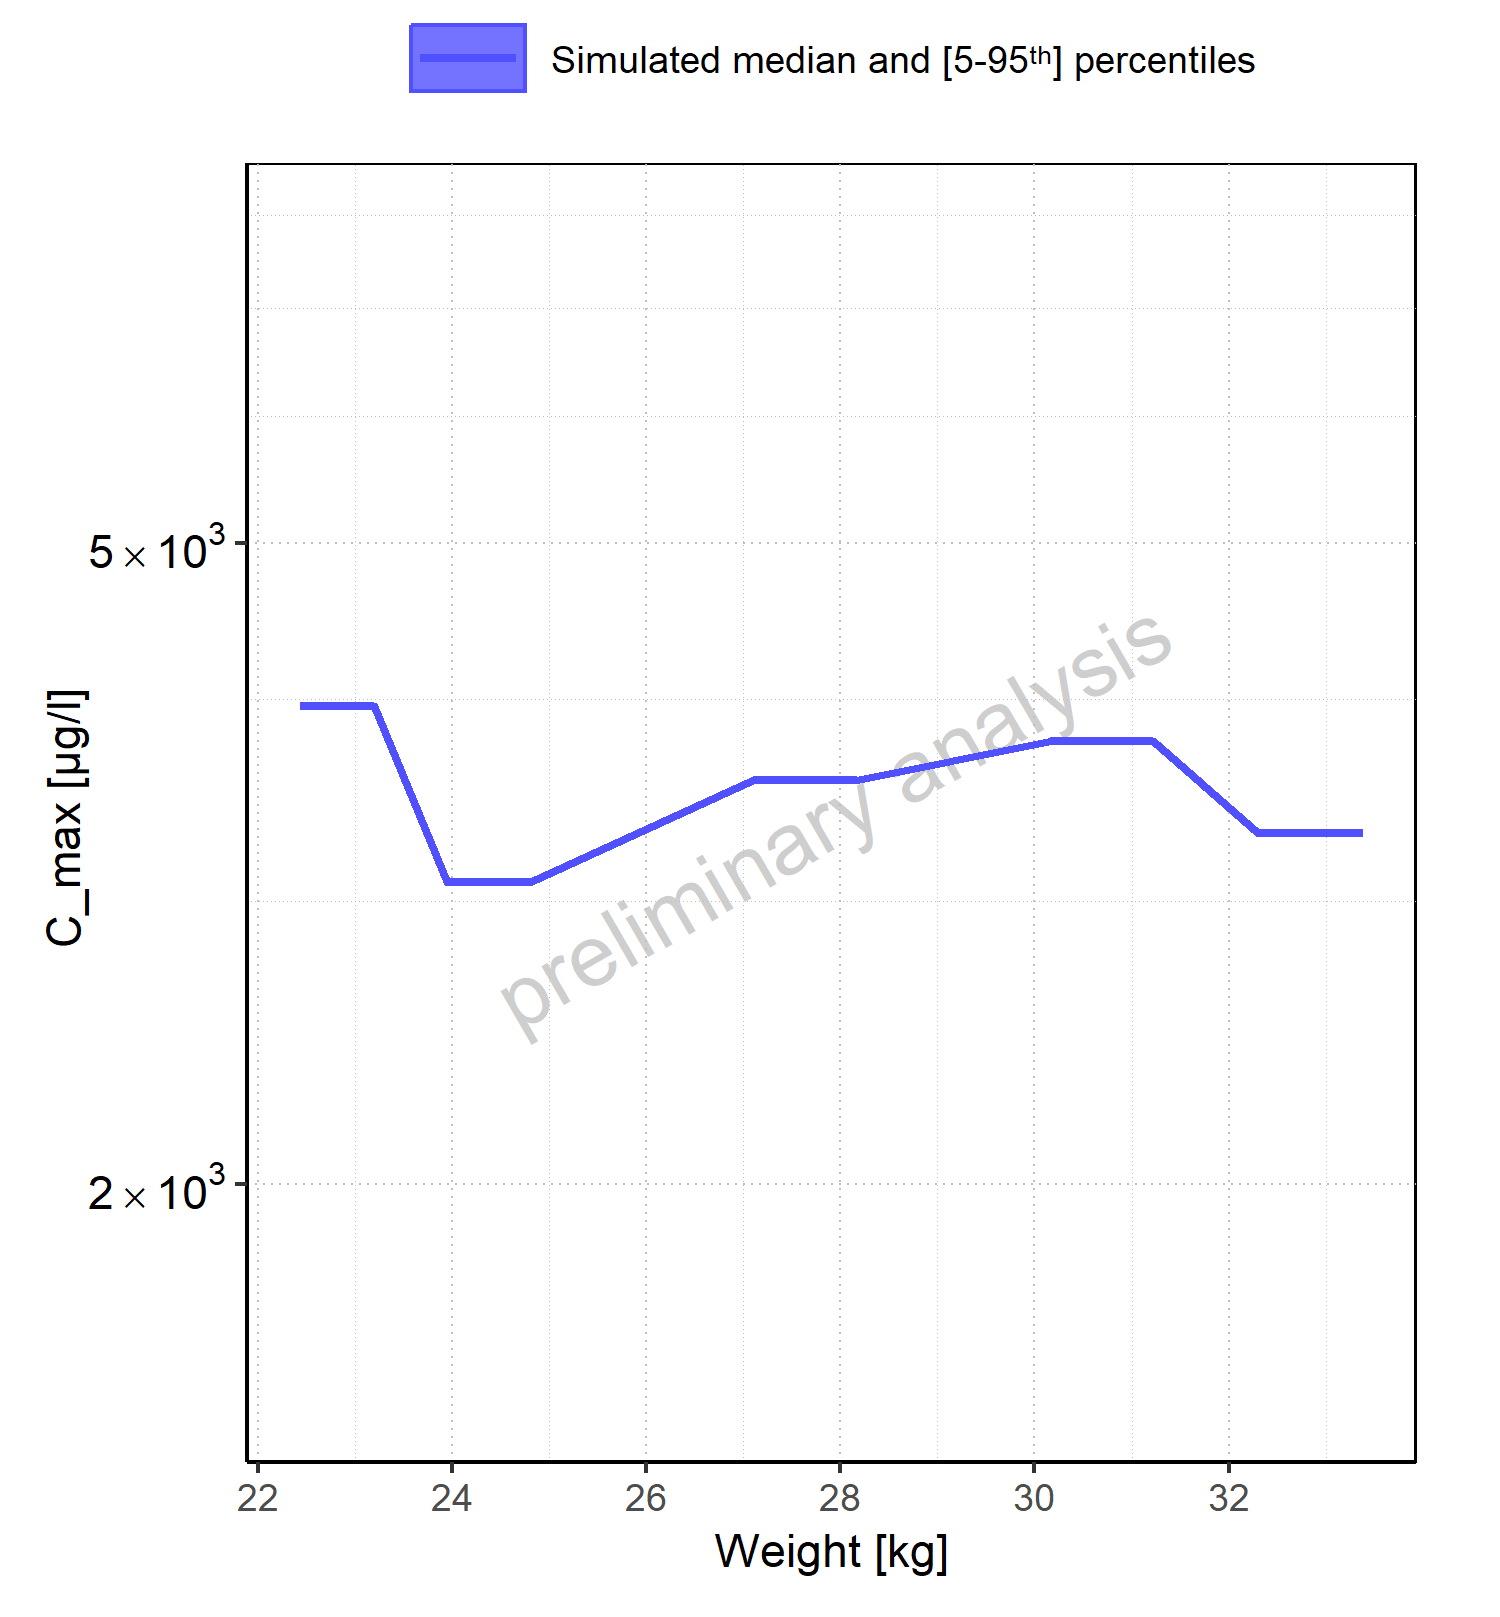 Simulated median and [5-95ᵗʰ] percentiles
5 × 10³
C_max [µg/l]
preliminary analysis
2 × 10³
22 24 26 28 30 32
Weight [kg]